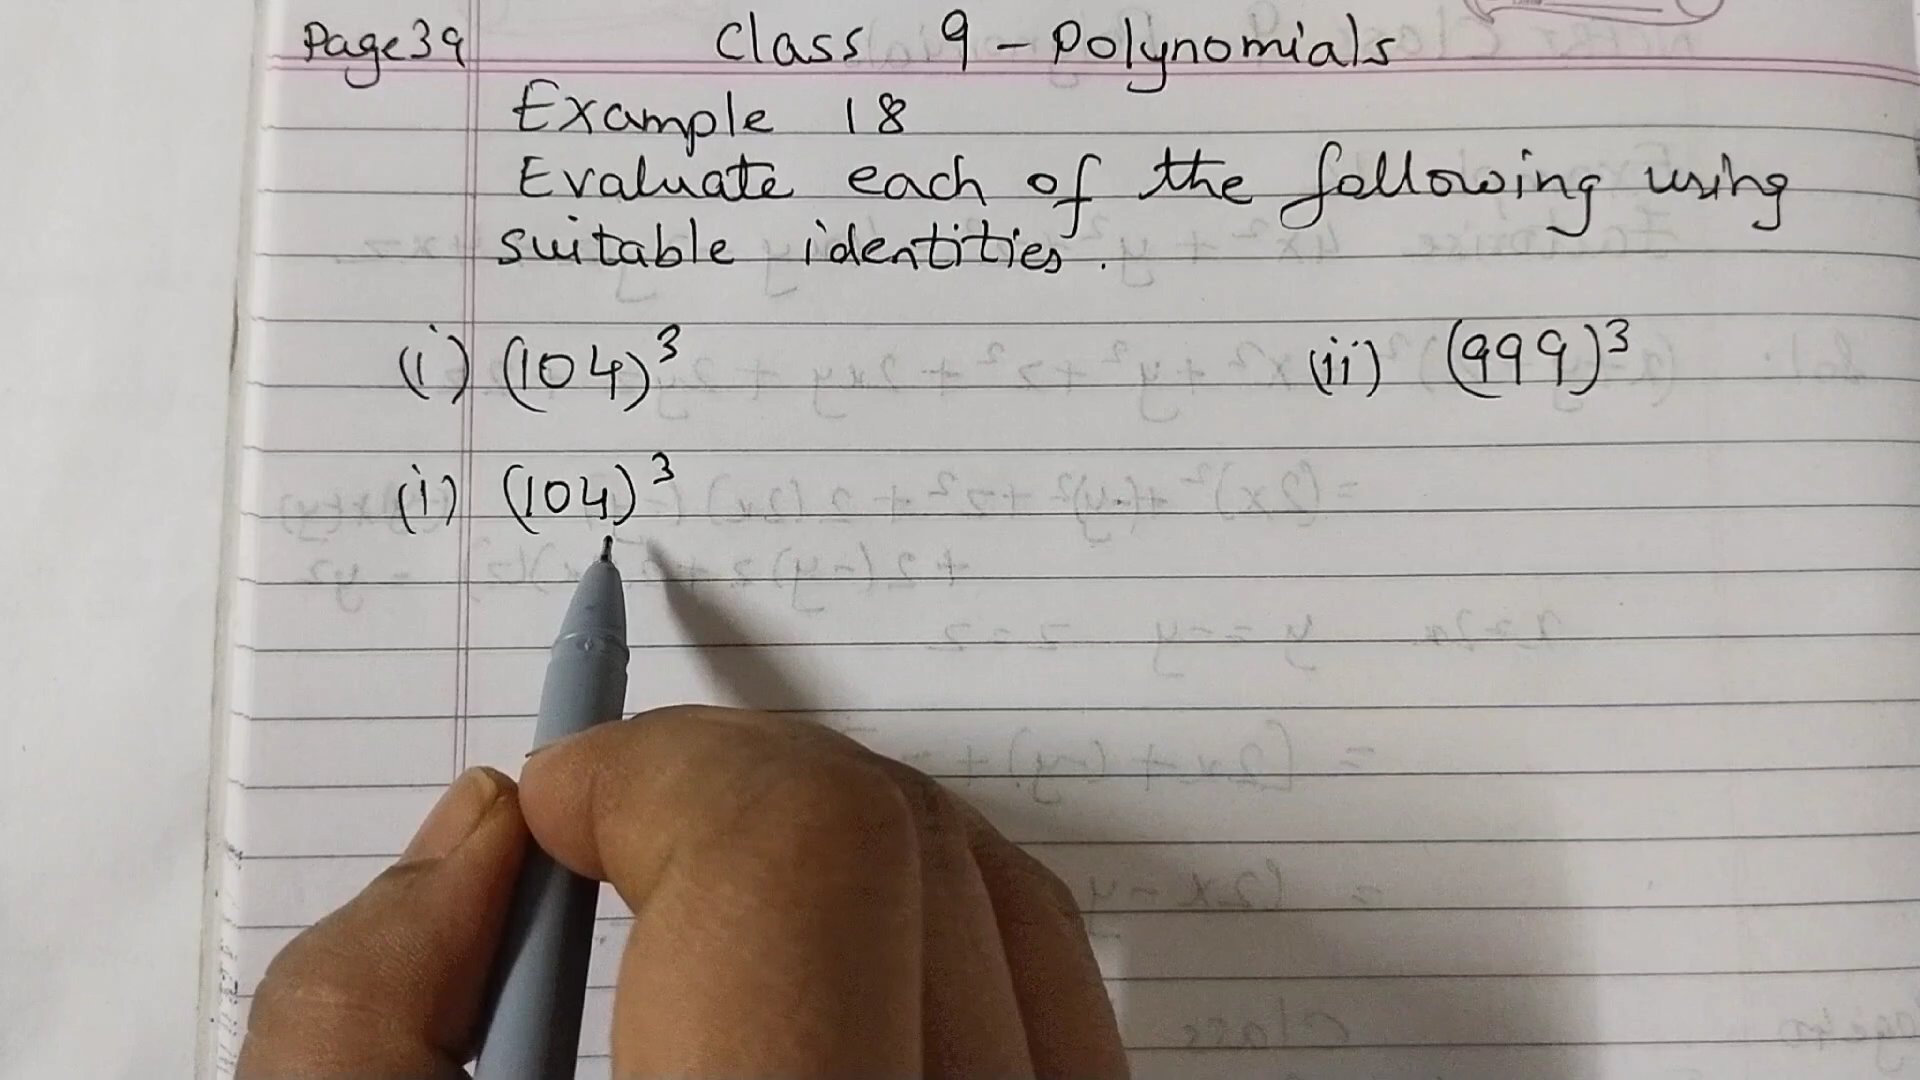 Page 39 Class 9 - Polynomials
Example 18
Evaluate each of the following using
suitable identities.
(i) (104)³ (ii) (999)³
(i) (104)³